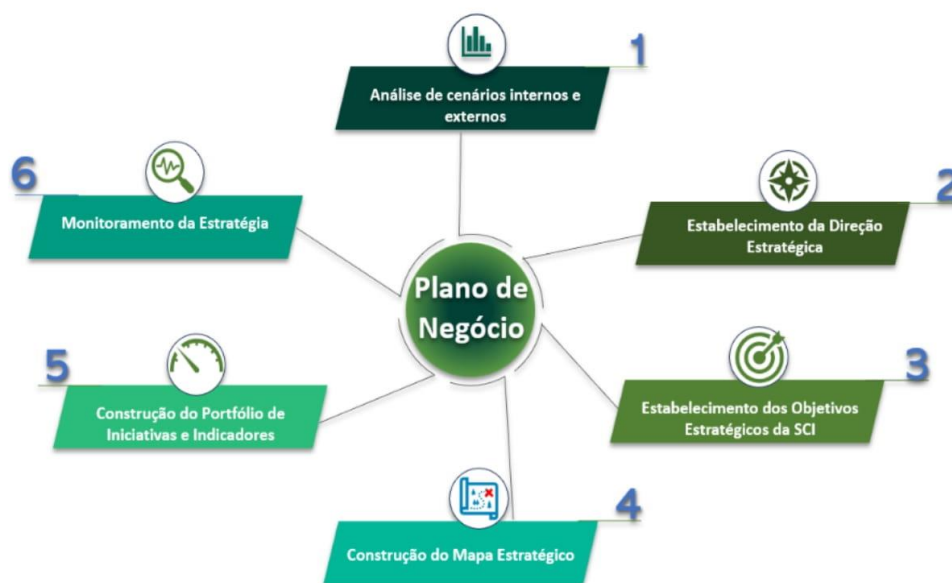 1
Análise de cenários internos e
externos
2
Estabelecimento da Direção
Estratégica
3
Estabelecimento dos Objetivos
Estratégicos da SCI
4
Construção do Mapa Estratégico
5
Construção do Portfólio de
Iniciativas e Indicadores
6
Monitoramento da Estratégia
Plano de
Negócio